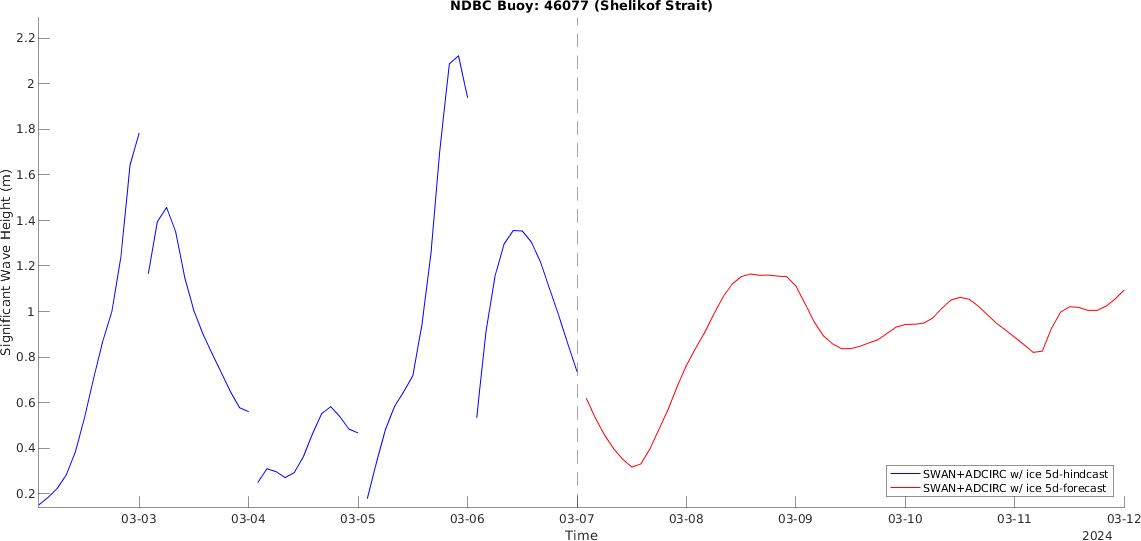 NDBC Buoy: 46077 (Shelikof Strait)
2.2
2
1.8
1.6
1.4
1.2
1
0.8
0.6
0.4
0.2
Significant Wave Height (m)
SWAN+ADCIRC w/ ice 5d-hindcast
SWAN+ADCIRC w/ ice 5d-forecast
03-03 03-04 03-05 03-06 03-07 03-08 03-09 03-10 03-11 03-12
Time
2024